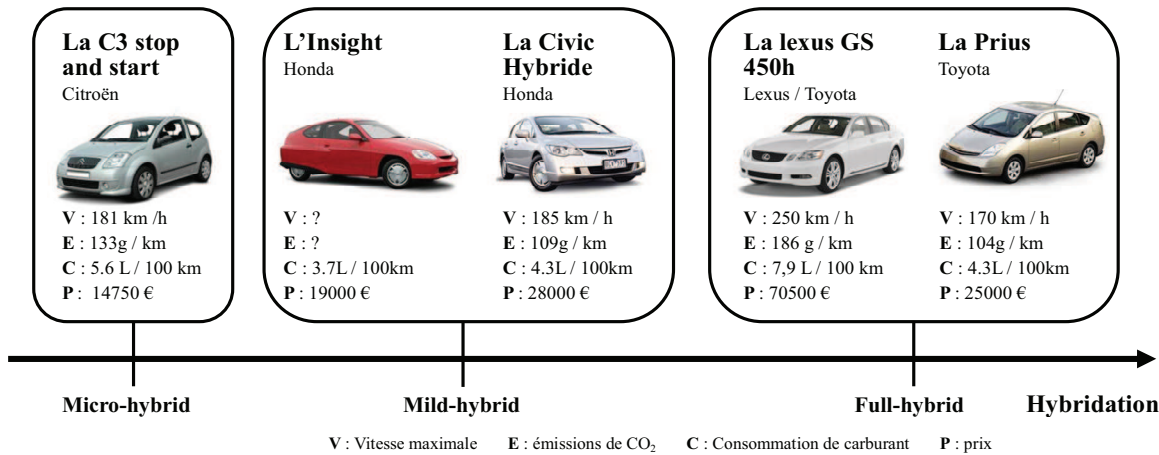 La C3 stop
and start
Citroën
V : 181 km /h
E : 133g / km
C : 5.6 L / 100 km
P : 14750 €
L’Insight
Honda
V : ?
E : ?
C : 3.7L / 100km
P : 19000 €
La Civic
Hybride
Honda
V : 185 km / h
E : 109g / km
C : 4.3L / 100km
P : 28000 €
La lexus GS
450h
Lexus / Toyota
V : 250 km / h
E : 186 g / km
C : 7,9 L / 100 km
P : 70500 €
La Prius
Toyota
V : 170 km / h
E : 104g / km
C : 4.3L / 100km
P : 25000 €
Micro-hybrid
Mild-hybrid
Full-hybrid
Hybridation
V : Vitesse maximale E : émissions de CO₂ C : Consommation de carburant P : prix